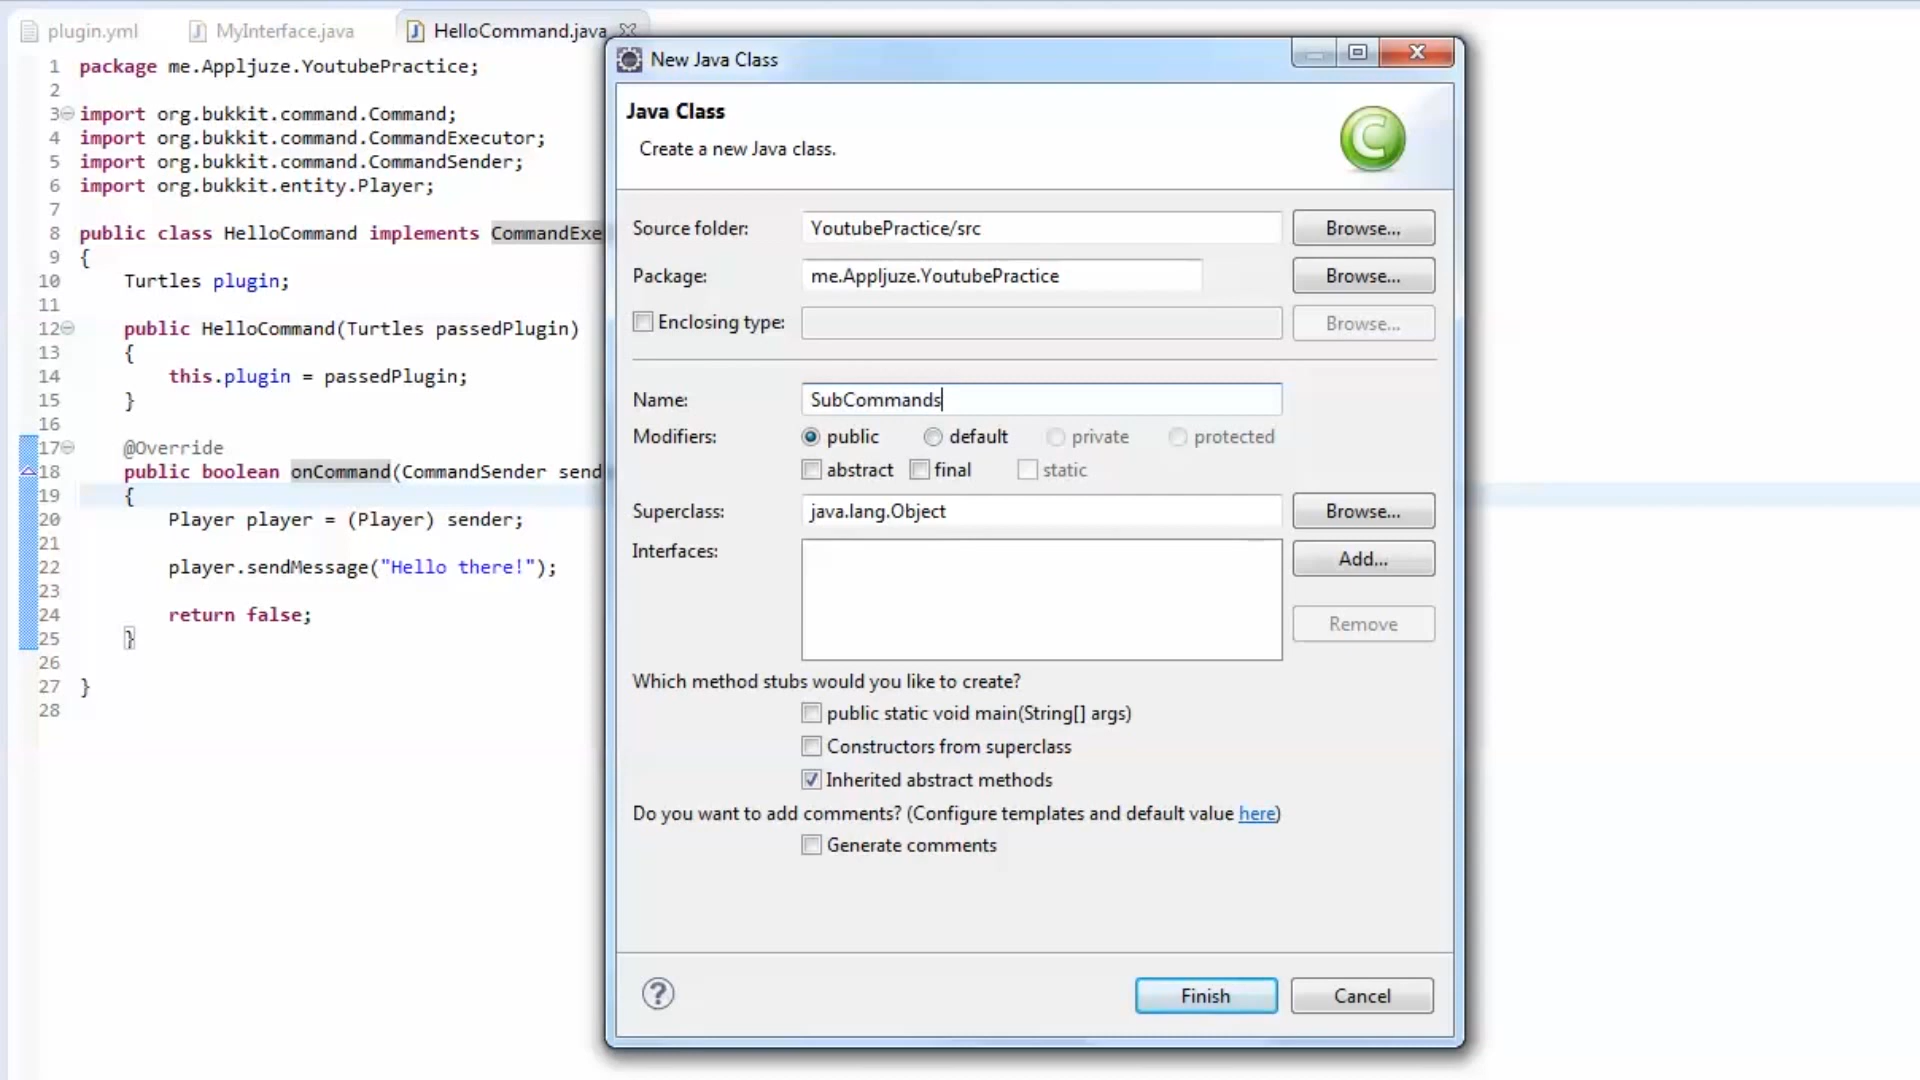 plugin.yml MyInterface.java HelloCommand.java
1 package me.Appljuze.YoutubePractice;
2
3 import org.bukkit.command.Command;
4 import org.bukkit.command.CommandExecutor;
5 import org.bukkit.command.CommandSender;
6 import org.bukkit.entity.Player;
7
8 public class HelloCommand implements CommandExe
9 {
10 Turtles plugin;
11
12 public HelloCommand(Turtles passedPlugin)
13 {
14 this.plugin = passedPlugin;
15 }
16
17 @Override
18 public boolean onCommand(CommandSender send
19 {
20 Player player = (Player) sender;
21
22 player.sendMessage("Hello there!");
23
24 return false;
25 }
26
27 }
28
New Java Class
Java Class
Create a new Java class.
Source folder: YoutubePractice/src Browse...
Package: me.Appljuze.YoutubePractice Browse...
Enclosing type: Browse...
Name: SubCommands
Modifiers: public default private protected
abstract final static
Superclass: java.lang.Object Browse...
Interfaces: Add...
Remove
Which method stubs would you like to create?
public static void main(String[] args)
Constructors from superclass
Inherited abstract methods
Do you want to add comments? (Configure templates and default value here)
Generate comments
? Finish Cancel